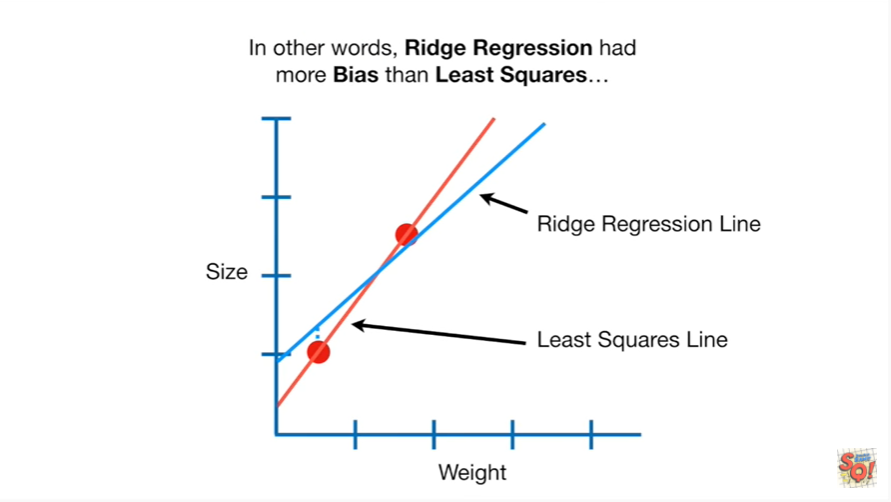 In other words, Ridge Regression had
more Bias than Least Squares...
Ridge Regression Line
Size
Least Squares Line
Weight
SQ!